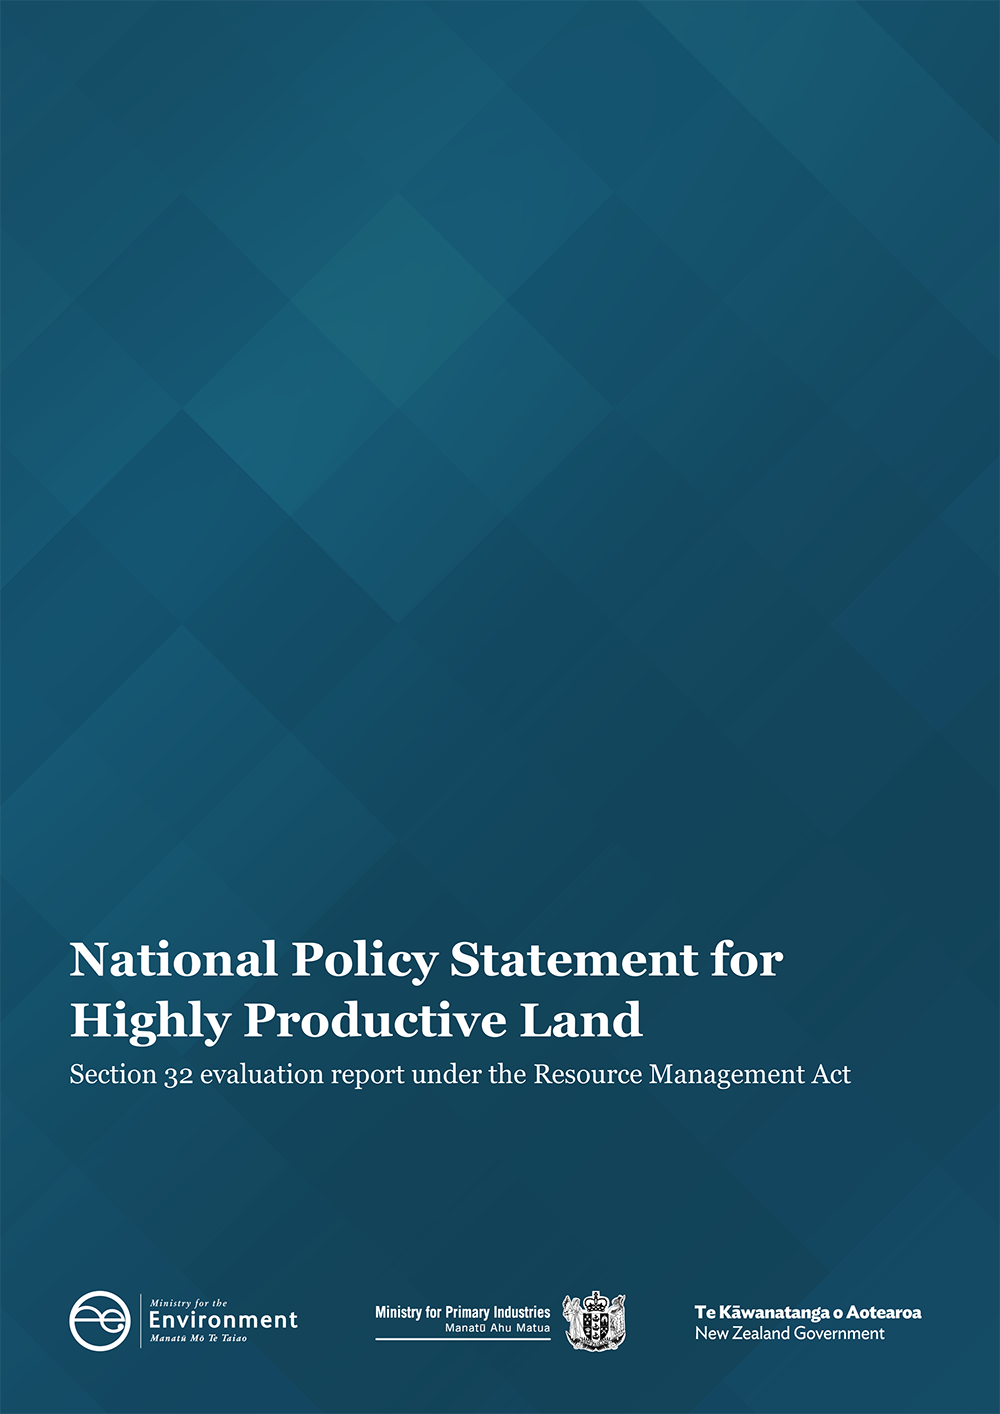 National Policy Statement for
Highly Productive Land
Section 32 evaluation report under the Resource Management Act
Ministry for the
Environment
Manatū Mō Te Taiao
Ministry for Primary Industries
Manatū Ahu Matua
Te Kāwanatanga o Aotearoa
New Zealand Government